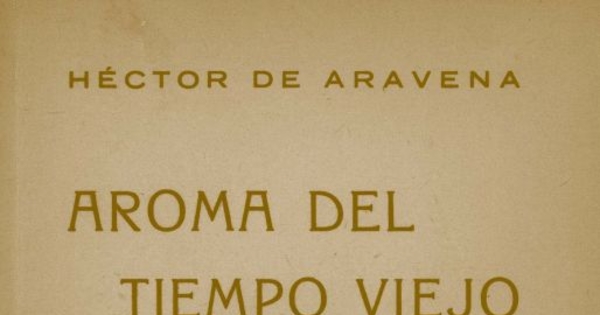 HÉCTOR DE ARAVENA
AROMA DEL
TIEMPO VIEJO